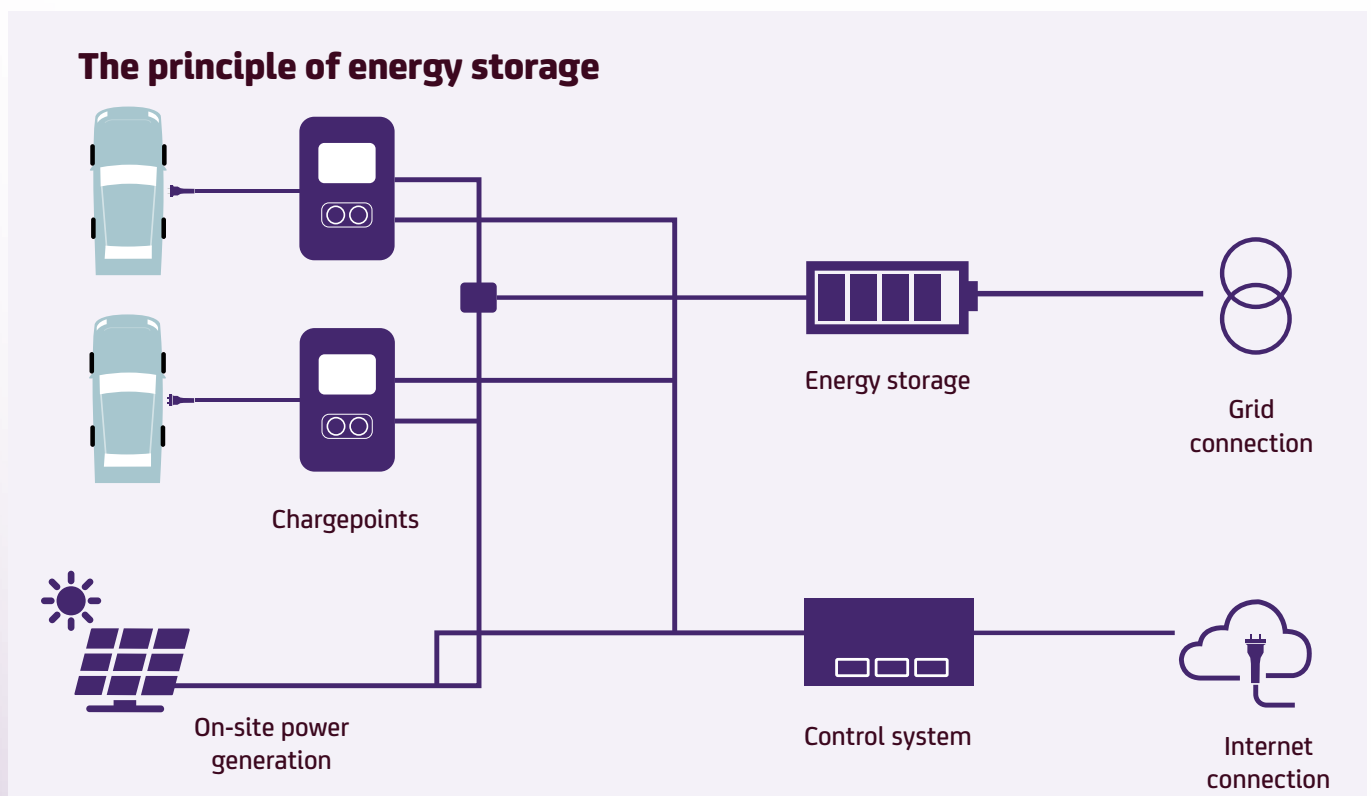 The principle of energy storage
Energy storage
Grid
connection
Chargepoints
On-site power
generation
Control system
Internet
connection